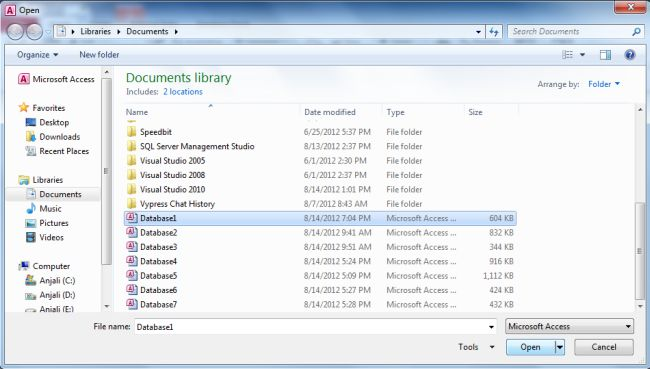 Open
Libraries Documents Search Documents
Organize New folder
Microsoft Access
Favorites
Desktop
Downloads
Recent Places
Libraries
Documents
Music
Pictures
Videos
Computer
Anjali (D:)
Anjali (C:)
Anjali (E:)
Documents library
Includes: 2 locations
Arrange by: Folder
Name Date modified Type Size
Speedbit 6/25/2012 5:37 PM File folder
SQL Server Management Studio 8/13/2012 2:37 PM File folder
Visual Studio 2005 6/1/2012 2:30 PM File folder
Visual Studio 2008 6/1/2012 2:37 PM File folder
Visual Studio 2010 8/14/2012 1:01 PM File folder
Vypress Chat History 8/7/2012 8:43 AM File folder
Database1 8/14/2012 7:04 PM Microsoft Access ... 604 KB
Database2 8/14/2012 9:41 AM Microsoft Access ... 832 KB
Database3 8/14/2012 9:51 AM Microsoft Access ... 344 KB
Database4 8/14/2012 5:24 PM Microsoft Access ... 916 KB
Database5 8/14/2012 5:09 PM Microsoft Access ... 1,112 KB
Database6 8/14/2012 5:27 PM Microsoft Access ... 424 KB
Database7 8/14/2012 5:28 PM Microsoft Access ... 432 KB
File name: Database1 Microsoft Access
Tools Open Cancel